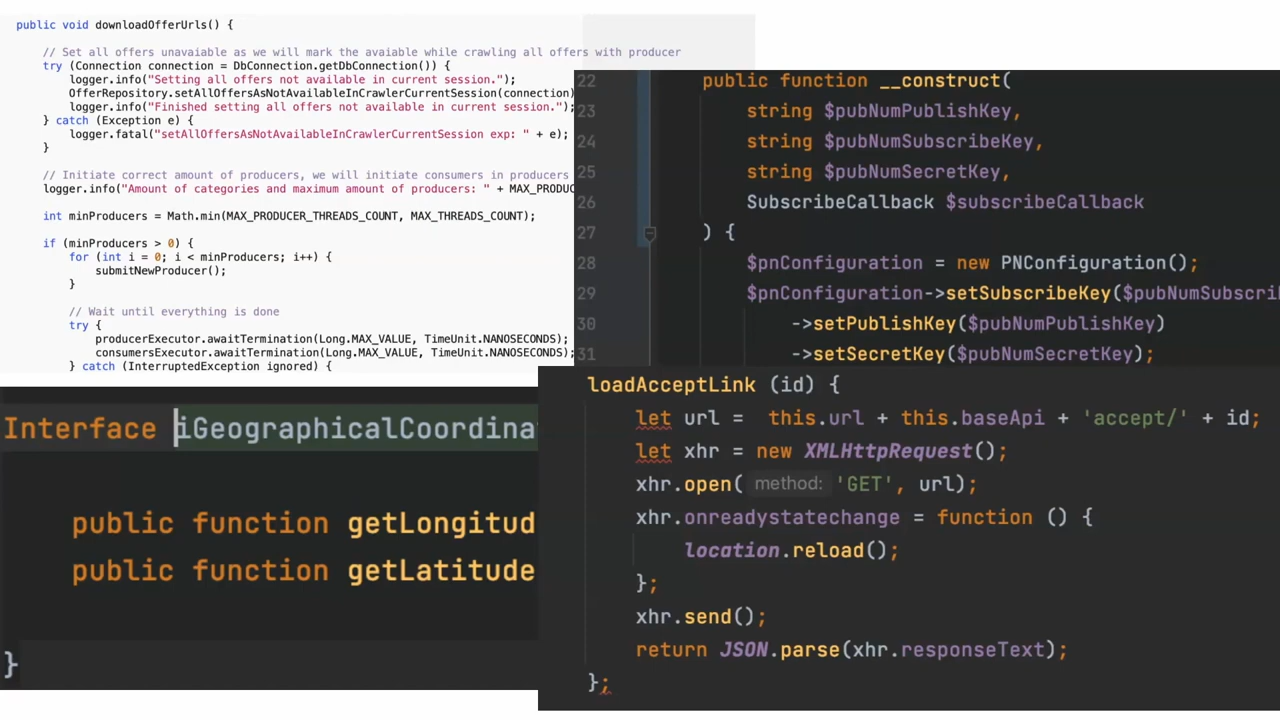 public void downloadOfferUrls() {
// Set all offers unavaiable as we will mark the avaiable while crawling all offers with producer
try (Connection connection = DbConnection.getDbConnection()) {
logger.info("Setting all offers not available in current session.");
OfferRepository.setAllOffersAsNotAvailableInCrawlerCurrentSession(connection)
logger.info("Finished setting all offers not available in current session.");
} catch (Exception e) {
logger.fatal("setAllOffersAsNotAvailableInCrawlerCurrentSession exp: " + e);
}
// Initiate correct amount of producers, we will initiate consumers in producers
logger.info("Amount of categories and maximum amount of producers: " + MAX_PRODUC
int minProducers = Math.min(MAX_PRODUCER_THREADS_COUNT, MAX_THREADS_COUNT);
if (minProducers > 0) {
for (int i = 0; i < minProducers; i++) {
submitNewProducer();
}
// Wait until everything is done
try {
producerExecutor.awaitTermination(Long.MAX_VALUE, TimeUnit.NANOSECONDS);
consumersExecutor.awaitTermination(Long.MAX_VALUE, TimeUnit.NANOSECONDS);
} catch (InterruptedException ignored) {
22 public function __construct(
23 string $pubNumPublishKey,
24 string $pubNumSubscribeKey,
25 string $pubNumSecretKey,
26 SubscribeCallback $subscribeCallback
27 ) {
28 $pnConfiguration = new PNConfiguration();
29 $pnConfiguration->setSubscribeKey($pubNumSubscri
30 ->setPublishKey($pubNumPublishKey)
31 ->setSecretKey($pubNumSecretKey);
Interface iGeographicalCoordina
public function getLongitud
public function getLatitude
}
loadAcceptLink (id) {
let url = this.url + this.baseApi + 'accept/' + id;
let xhr = new XMLHttpRequest();
xhr.open( method: 'GET', url);
xhr.onreadystatechange = function () {
location.reload();
};
xhr.send();
return JSON.parse(xhr.responseText);
};